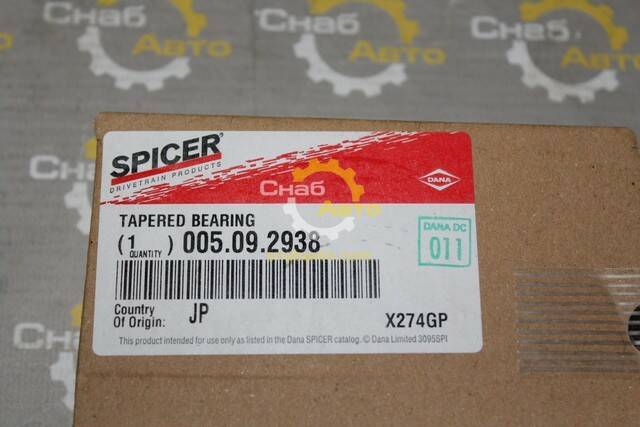 Снаб Авто
Снаб Авто
Снаб Авто
SPICER®
DRIVETRAIN PRODUCTS
DANA
Снаб Авто
TAPERED BEARING
(1) 005.09.2938
QUANTITY
DANA DC
011
Country Of Origin: JP
X274GP
This product intended for use only as listed in the Dana SPICER catalog. © Dana Limited 3095SPI
Снаб
Снаб